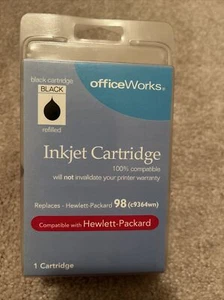 officeWorks®
black cartridge
BLACK
refilled
Inkjet Cartridge
100% compatible
will not invalidate your printer warranty
Replaces - Hewlett-Packard 98 (c9364wn)
Compatible with Hewlett-Packard
1 Cartridge